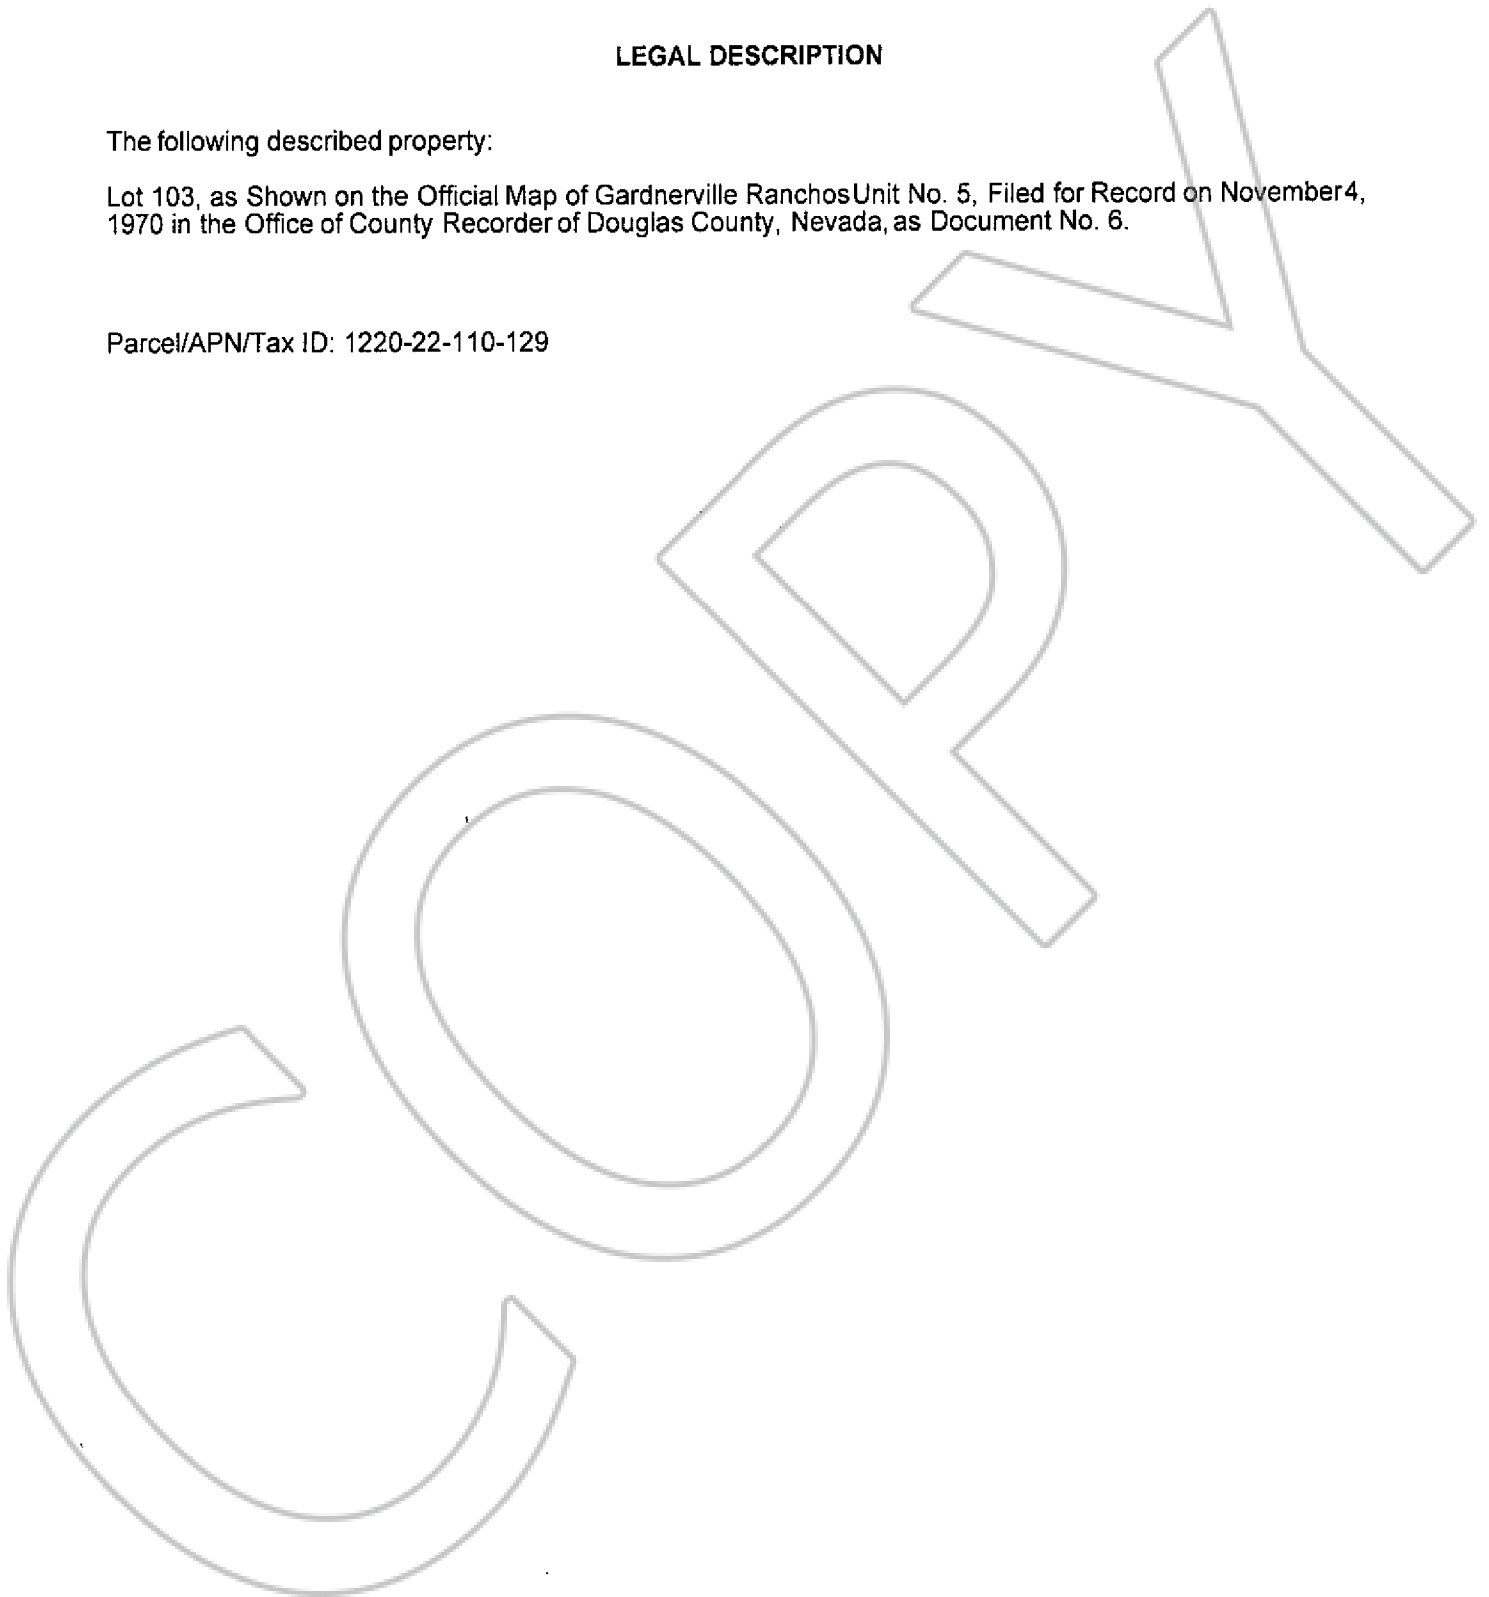 LEGAL DESCRIPTION
The following described property:
Lot 103, as Shown on the Official Map of Gardnerville Ranchos Unit No. 5, Filed for Record on November 4,
1970 in the Office of County Recorder of Douglas County, Nevada, as Document No. 6.
Parcel/APN/Tax ID: 1220-22-110-129
COPY